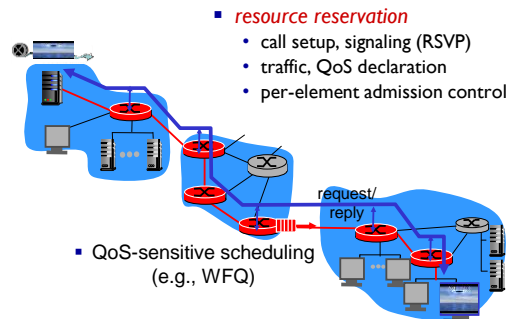 ▪ resource reservation
• call setup, signaling (RSVP)
• traffic, QoS declaration
• per-element admission control
request/
reply
▪ QoS-sensitive scheduling
(e.g., WFQ)